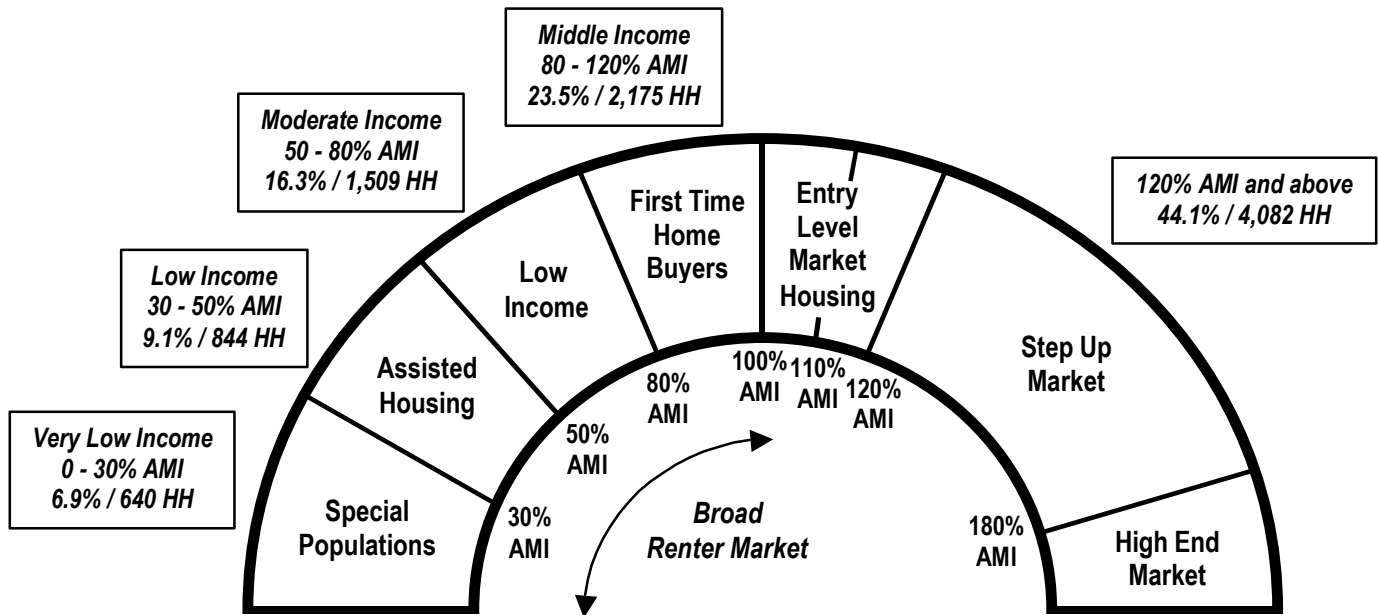 Middle Income
80 - 120% AMI
23.5% / 2,175 HH
Moderate Income
50 - 80% AMI
16.3% / 1,509 HH
120% AMI and above
44.1% / 4,082 HH
Low Income
30 - 50% AMI
9.1% / 844 HH
Very Low Income
0 - 30% AMI
6.9% / 640 HH
Special
Populations
Assisted
Housing
Low
Income
First Time
Home
Buyers
Entry
Level
Market
Housing
Step Up
Market
High End
Market
30%
AMI
50%
AMI
80%
AMI
100%
AMI
110%
AMI
120%
AMI
180%
AMI
Broad
Renter Market